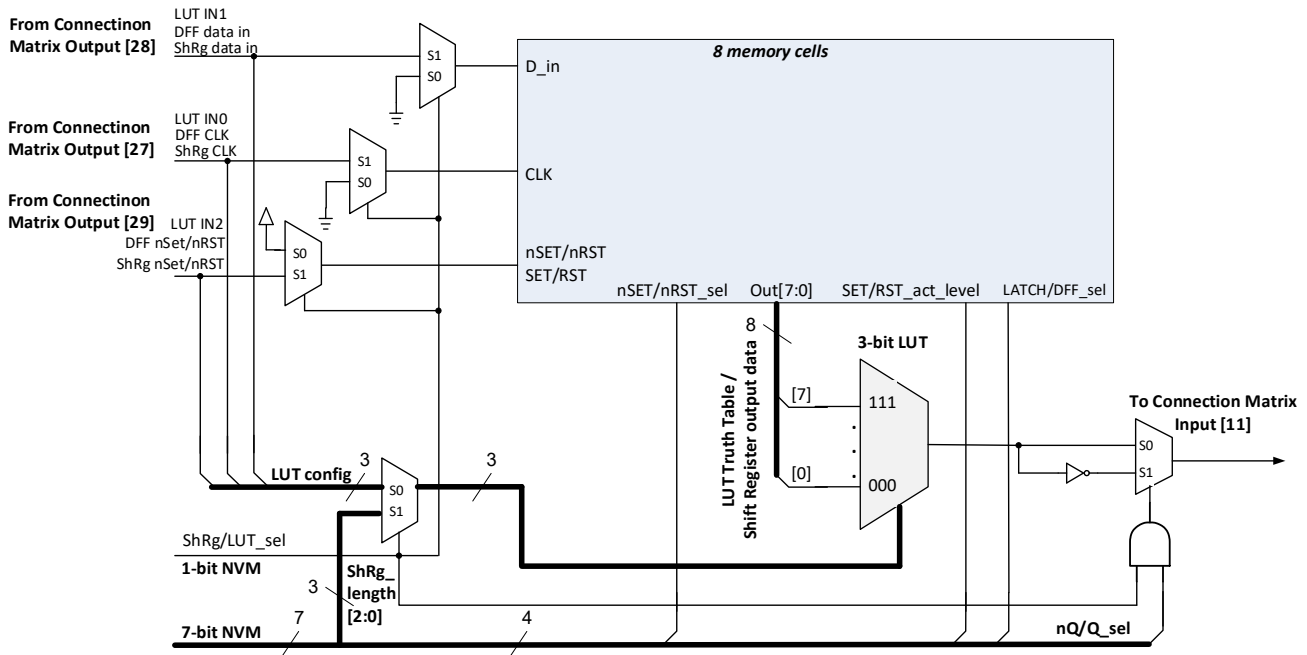 From Connectinon
Matrix Output [28]
LUT IN1
DFF data in
ShRg data in
S1
S0
D_in
8 memory cells
From Connectinon
Matrix Output [27]
LUT IN0
DFF CLK
ShRg CLK
S1
S0
CLK
From Connectinon
Matrix Output [29]
LUT IN2
DFF nSet/nRST
ShRg nSet/nRST
S0
S1
nSET/nRST
SET/RST
nSET/nRST_sel
Out[7:0]
SET/RST_act_level
LATCH/DFF_sel
8
LUT Truth Table /
Shift Register output data
3-bit LUT
[7]
111
[0]
000
To Connection Matrix
Input [11]
S0
S1
LUT config
3
S0
S1
3
ShRg/LUT_sel
1-bit NVM
3
ShRg_
length
[2:0]
7-bit NVM
7
4
nQ/Q_sel